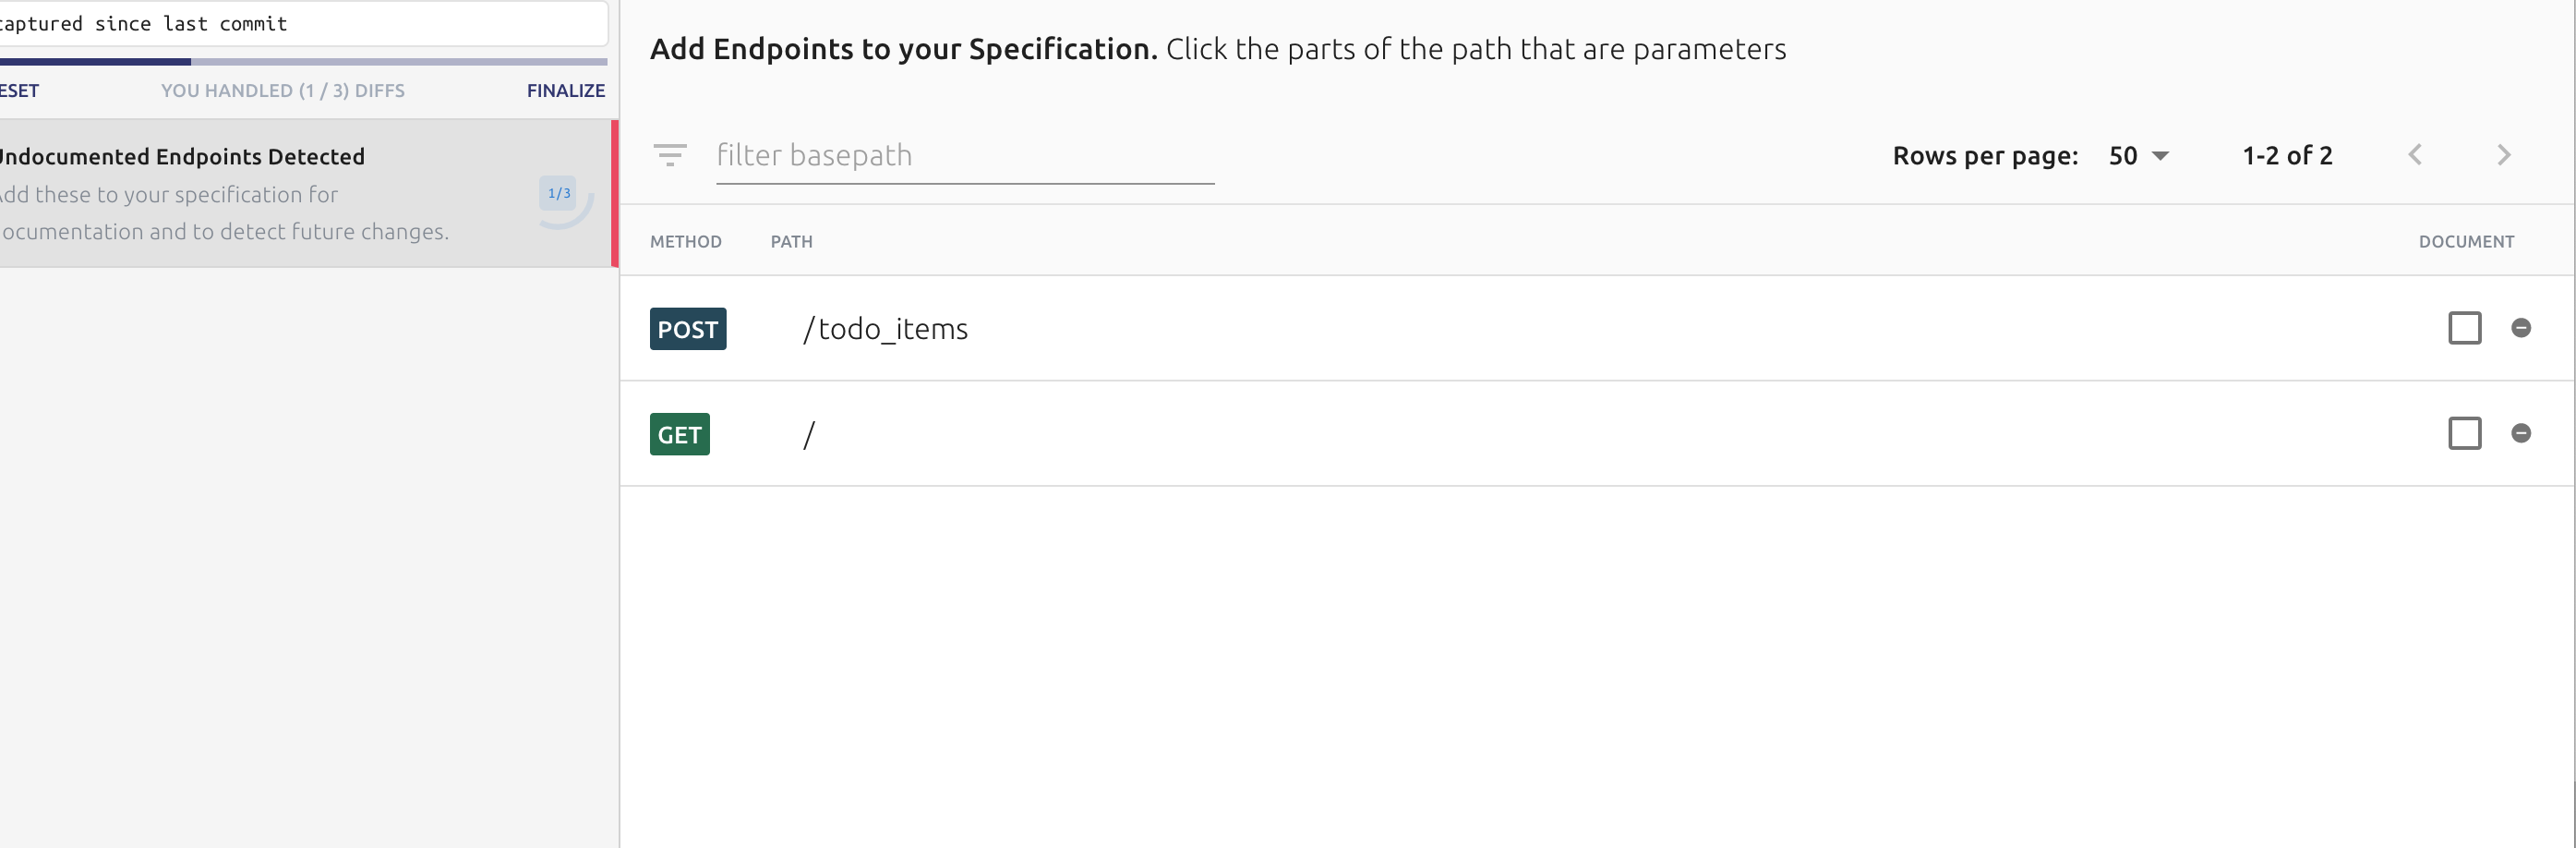 captured since last commit
ESET YOU HANDLED (1 / 3) DIFFS FINALIZE
Undocumented Endpoints Detected
Add these to your specification for
ocumentation and to detect future changes.
1/3
Add Endpoints to your Specification. Click the parts of the path that are parameters
filter basepath
Rows per page: 50 1-2 of 2
METHOD PATH DOCUMENT
POST /todo_items
GET /